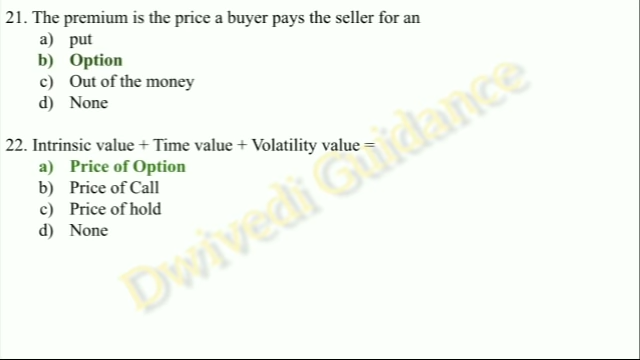 21. The premium is the price a buyer pays the seller for an
a) put
b) Option
c) Out of the money
d) None
22. Intrinsic value + Time value + Volatility value =
a) Price of Option
b) Price of Call
c) Price of hold
d) None
Dwivedi Guidance